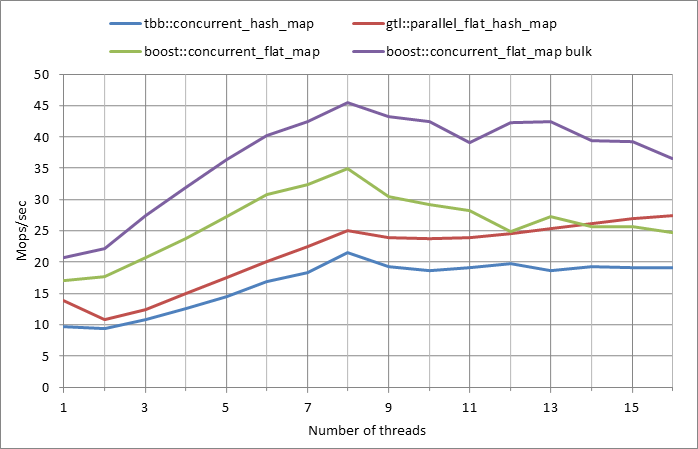 tbb::concurrent_hash_map gtl::parallel_flat_hash_map
boost::concurrent_flat_map boost::concurrent_flat_map bulk
50
45
40
35
30
25
20
15
10
5
0
Mops/sec
1 3 5 7 9 11 13 15
Number of threads